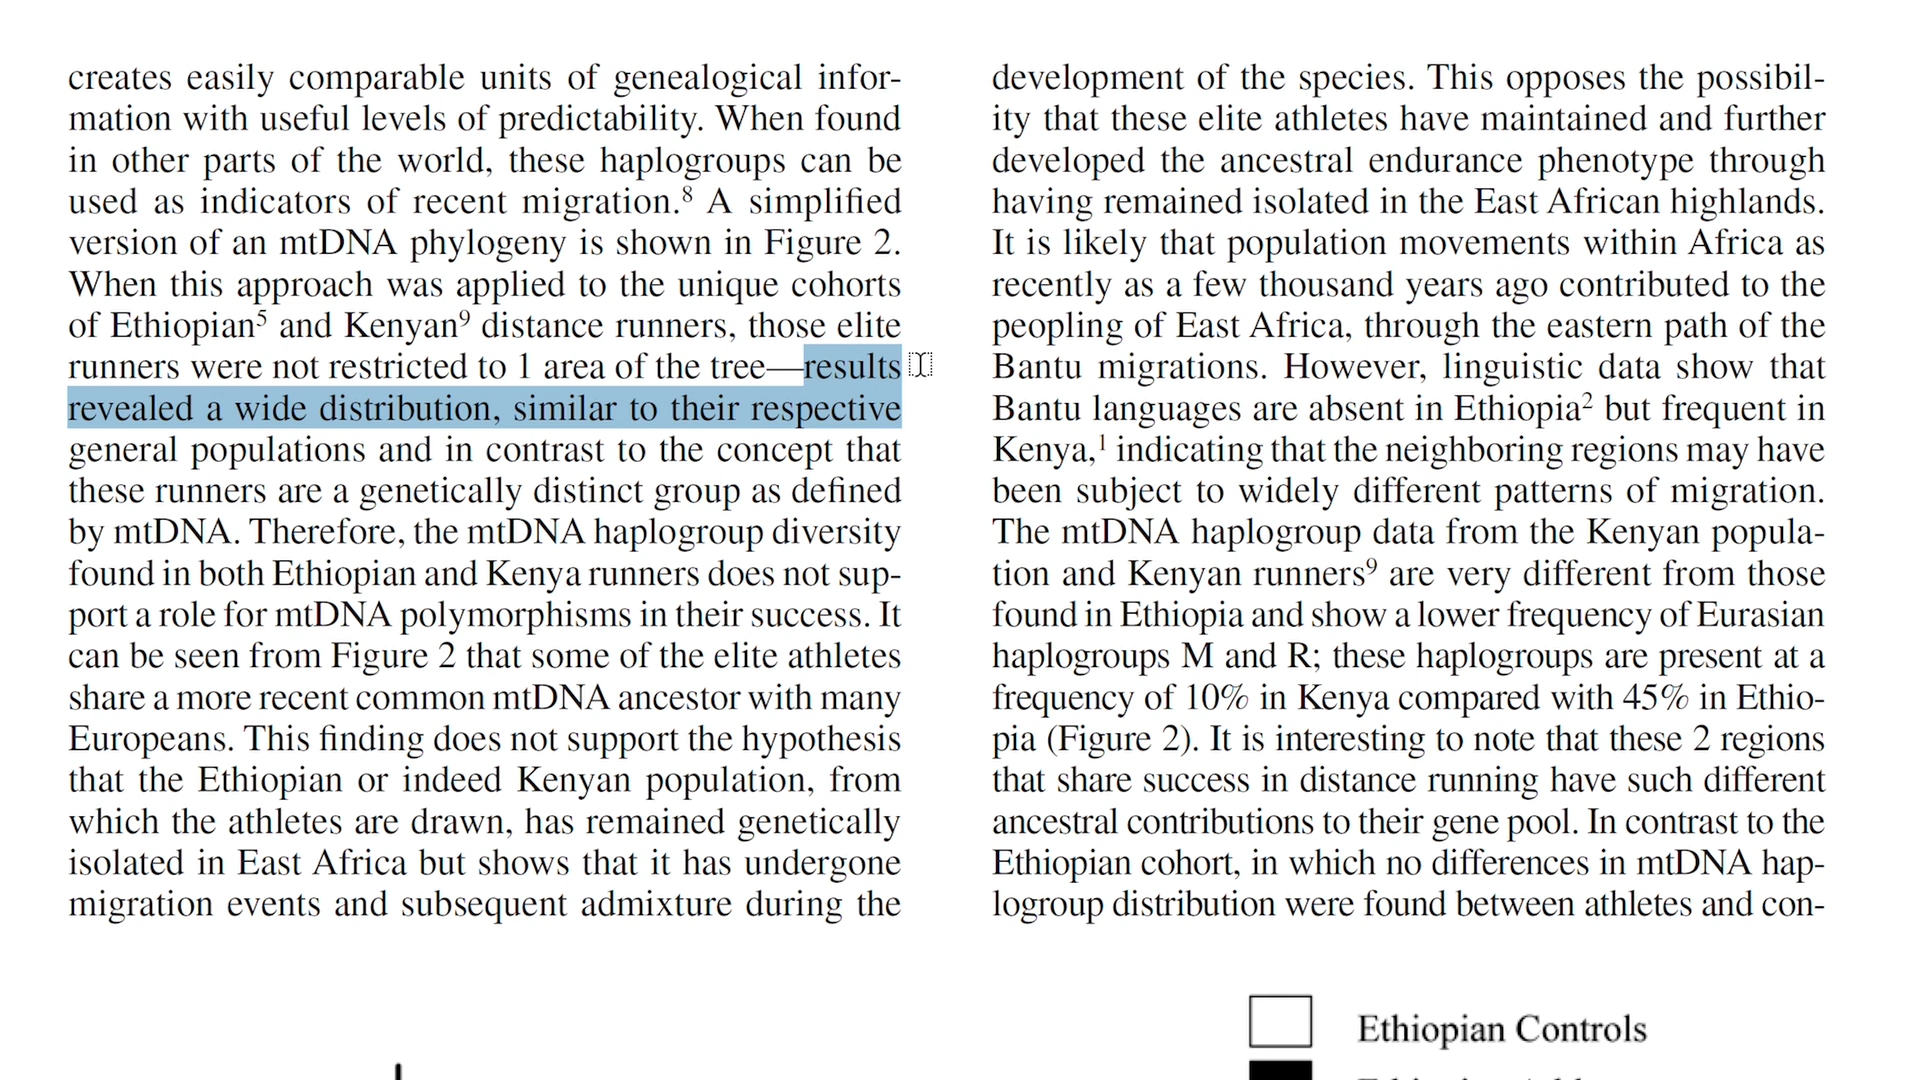 creates easily comparable units of genealogical infor-
mation with useful levels of predictability. When found
in other parts of the world, these haplogroups can be
used as indicators of recent migration.8 A simplified
version of an mtDNA phylogeny is shown in Figure 2.
When this approach was applied to the unique cohorts
of Ethiopian5 and Kenyan9 distance runners, those elite
runners were not restricted to 1 area of the tree—results
revealed a wide distribution, similar to their respective
general populations and in contrast to the concept that
these runners are a genetically distinct group as defined
by mtDNA. Therefore, the mtDNA haplogroup diversity
found in both Ethiopian and Kenya runners does not sup-
port a role for mtDNA polymorphisms in their success. It
can be seen from Figure 2 that some of the elite athletes
share a more recent common mtDNA ancestor with many
Europeans. This finding does not support the hypothesis
that the Ethiopian or indeed Kenyan population, from
which the athletes are drawn, has remained genetically
isolated in East Africa but shows that it has undergone
migration events and subsequent admixture during the
development of the species. This opposes the possibil-
ity that these elite athletes have maintained and further
developed the ancestral endurance phenotype through
having remained isolated in the East African highlands.
It is likely that population movements within Africa as
recently as a few thousand years ago contributed to the
peopling of East Africa, through the eastern path of the
Bantu migrations. However, linguistic data show that
Bantu languages are absent in Ethiopia2 but frequent in
Kenya,1 indicating that the neighboring regions may have
been subject to widely different patterns of migration.
The mtDNA haplogroup data from the Kenyan popula-
tion and Kenyan runners9 are very different from those
found in Ethiopia and show a lower frequency of Eurasian
haplogroups M and R; these haplogroups are present at a
frequency of 10% in Kenya compared with 45% in Ethio-
pia (Figure 2). It is interesting to note that these 2 regions
that share success in distance running have such different
ancestral contributions to their gene pool. In contrast to the
Ethiopian cohort, in which no differences in mtDNA hap-
logroup distribution were found between athletes and con-
Ethiopian Controls